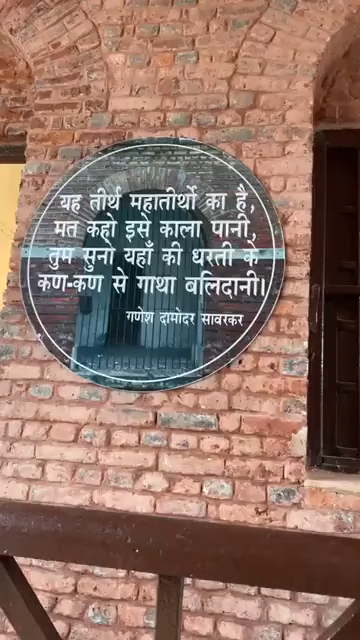 यह तीर्थ महातीर्थो का है,
मत कहो इसे काला पानी,
तुम सुनो यहाँ की धरती के
कण-कण से गाथा बलिदानी।
गणेश दामोदर सावरकर